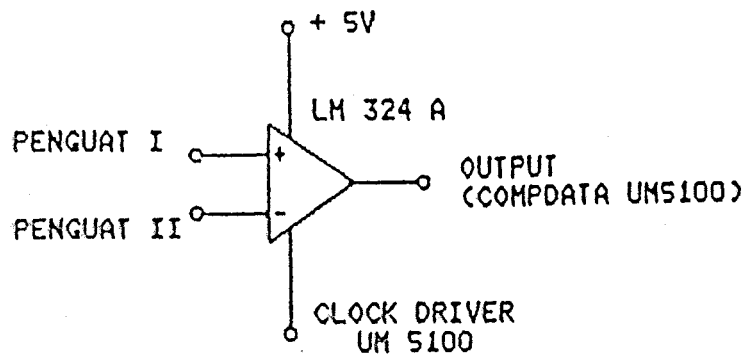 + 5V
LM 324 A
PENGUAT I
+
OUTPUT
(COMPDATA UM5100)
PENGUAT II
-
CLOCK DRIVER
UM 5100